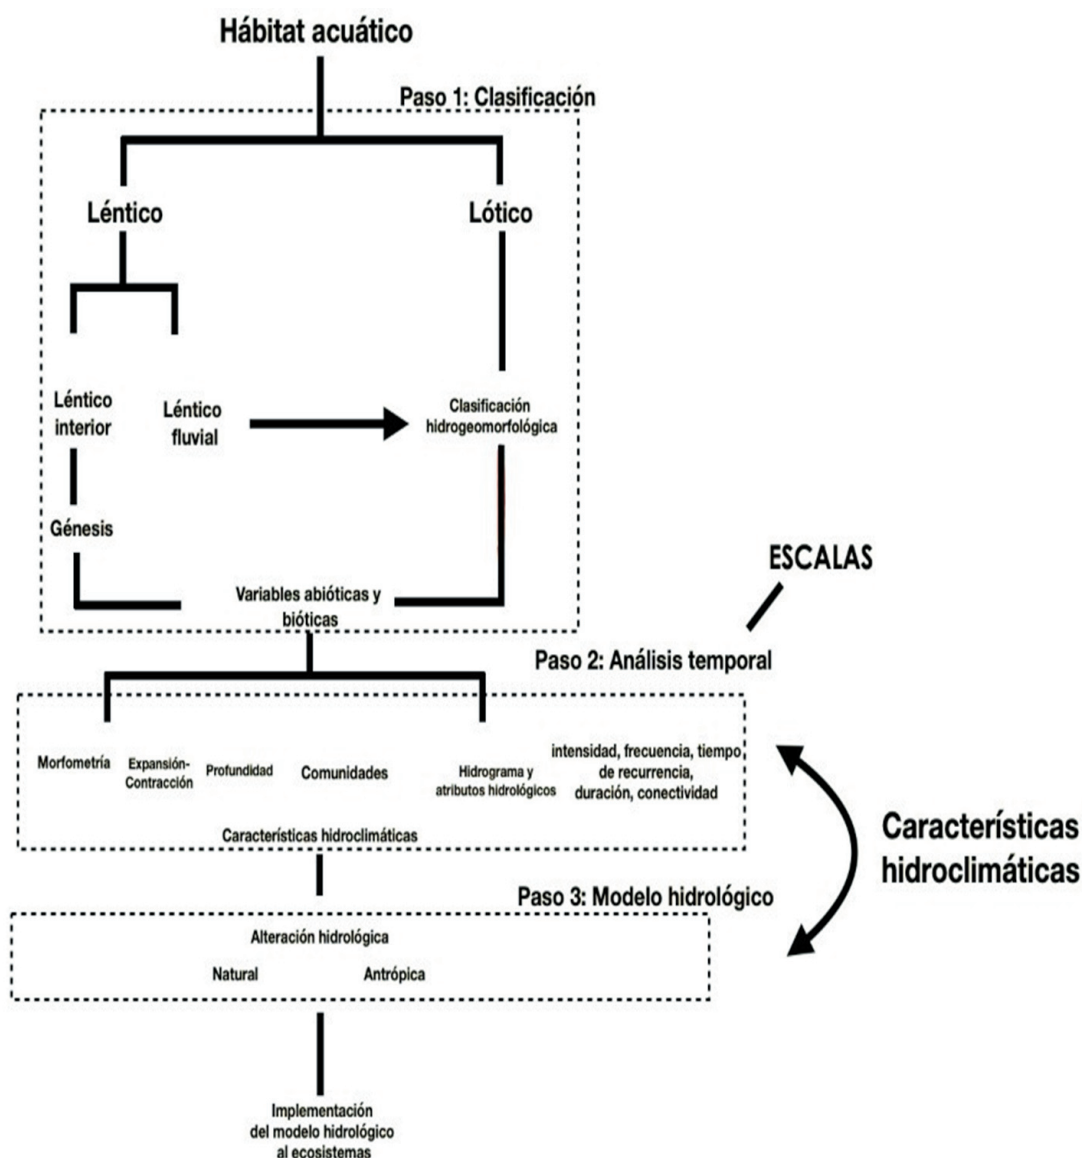 Hábitat acuático
Paso 1: Clasificación
Léntico
Lótico
Léntico
interior
Léntico
fluvial
Clasificación
hidrogeomorfológica
Génesis
Variables abióticas y
bióticas
ESCALAS
Paso 2: Análisis temporal
Morfometría
Expansión-
Contracción
Profundidad
Comunidades
Hidrograma y
atributos hidrológicos
intensidad, frecuencia, tiempo
de recurrencia,
duración, conectividad
Características hidroclimáticas
Características
hidroclimáticas
Paso 3: Modelo hidrológico
Alteración hidrológica
Natural
Antrópica
Implementación
del modelo hidrológico
al ecosistemas